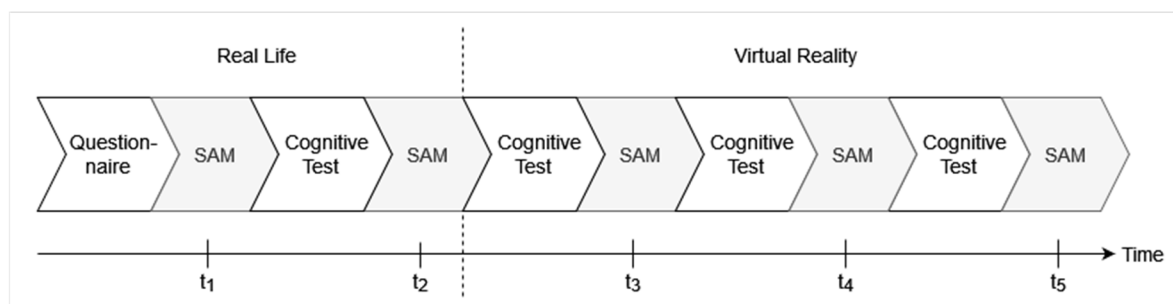 Real Life
Virtual Reality
Question-
naire
SAM
Cognitive
Test
SAM
Cognitive
Test
SAM
Cognitive
Test
SAM
Cognitive
Test
SAM
t1
t2
t3
t4
t5
Time